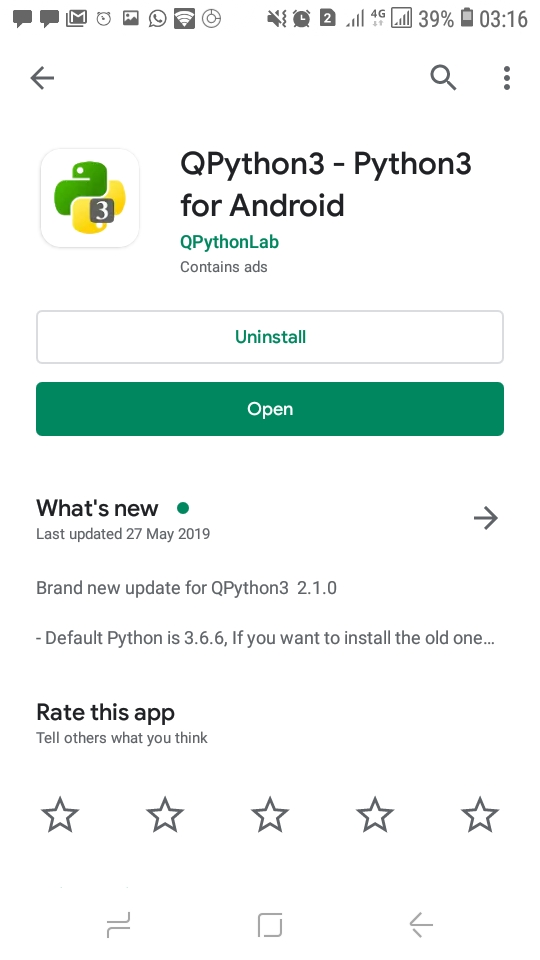 2 4G 39% 03:16
QPython3 - Python3
for Android
3
QPythonLab
Contains ads
Uninstall
Open
What's new
Last updated 27 May 2019
Brand new update for QPython3 2.1.0
- Default Python is 3.6.6, If you want to install the old one...
Rate this app
Tell others what you think